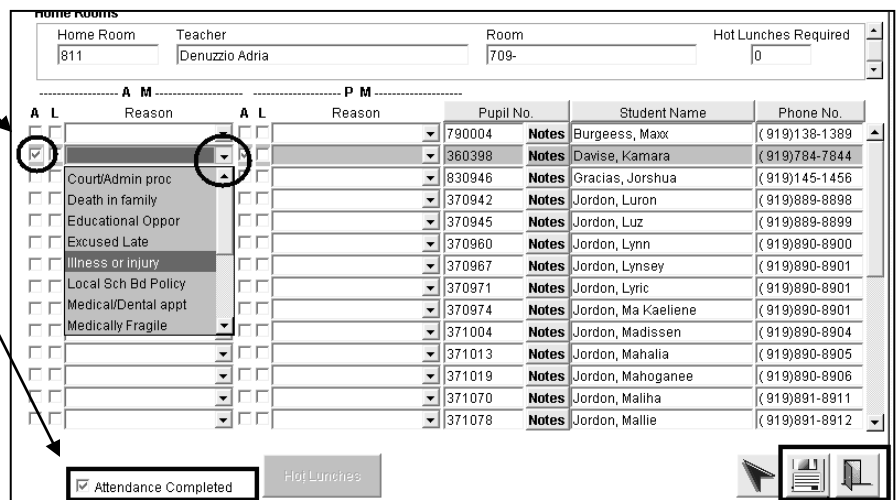 Home Rooms
Home Room Teacher Room Hot Lunches Required
811 Denuzzio Adria 709- 0
A M P M
A L Reason A L Reason Pupil No. Student Name Phone No.
790004 Notes Burgeess, Maxx (919)138-1389
360398 Notes Davise, Kamara (919)784-7844
Court/Admin proc 830946 Notes Gracias, Jorshua (919)145-1456
Death in family 370942 Notes Jordon, Luron (919)889-8898
Educational Oppor 370945 Notes Jordon, Luz (919)889-8899
Excused Late 370960 Notes Jordon, Lynn (919)890-8900
Illness or injury 370967 Notes Jordon, Lynsey (919)890-8901
Local Sch Bd Policy 370971 Notes Jordon, Lyric (919)890-8901
Medical/Dental appt 370974 Notes Jordon, Ma Kaeliene (919)890-8901
Medically Fragile 371004 Notes Jordon, Madissen (919)890-8904
371013 Notes Jordon, Mahalia (919)890-8905
371019 Notes Jordon, Mahoganee (919)890-8906
371070 Notes Jordon, Maliha (919)891-8911
371078 Notes Jordon, Mallie (919)891-8912
Attendance Completed Hot Lunches